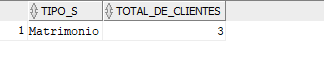 TIPO_S TOTAL_DE_CLIENTES
1 Matrimonio 3